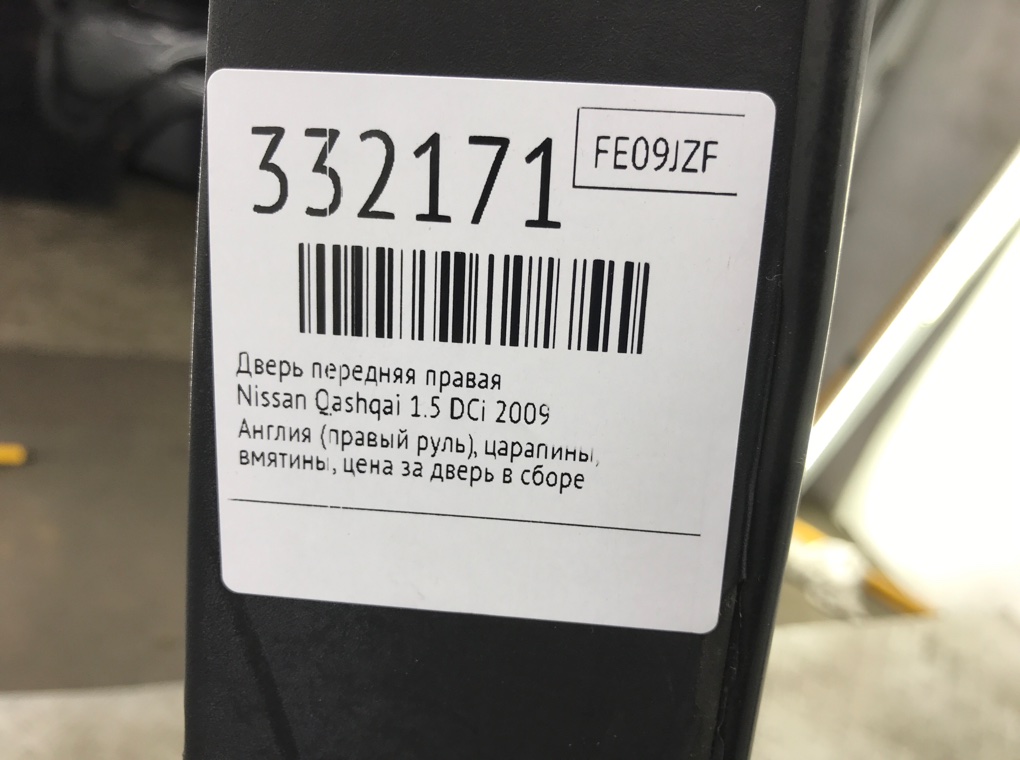 332171
FE09JZF
Дверь передняя правая
Nissan Qashqai 1.5 DCi 2009
Англия (правый руль), царапины,
вмятины, цена за дверь в сборе